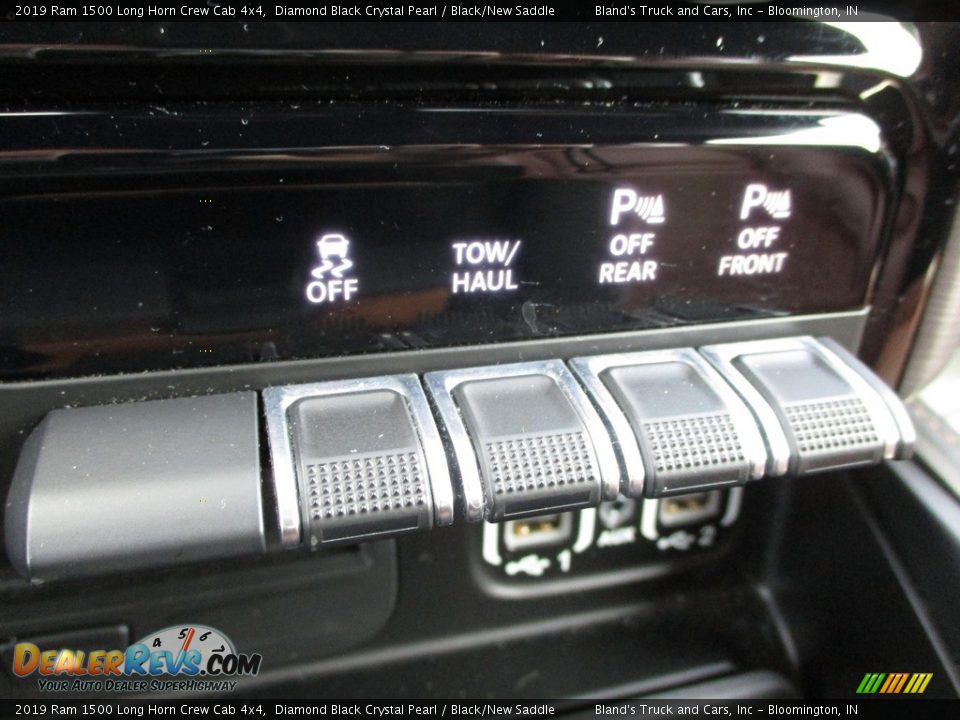 2019 Ram 1500 Long Horn Crew Cab 4x4, Diamond Black Crystal Pearl / Black/New Saddle Bland's Truck and Cars, Inc - Bloomington, IN
OFF
TOW/
HAUL
P
OFF
REAR
P
OFF
FRONT
1
AUX
2
4 5 6
DEALERREVS.COM
YOUR AUTO DEALER SUPERHIGHWAY
2019 Ram 1500 Long Horn Crew Cab 4x4, Diamond Black Crystal Pearl / Black/New Saddle Bland's Truck and Cars, Inc - Bloomington, IN